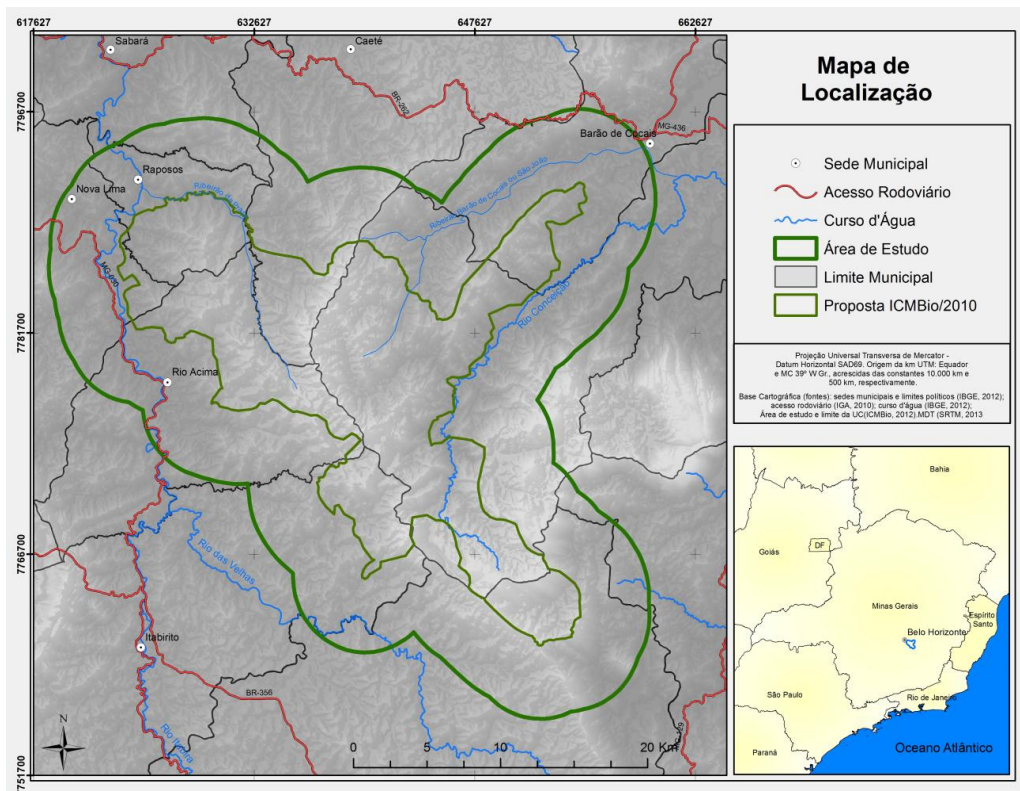 617627
632627
647627
662627
Mapa de
Localização
Sabará
Caeté
BR-262
7796700
MG-436
Barão de Cocais
Raposos
Nova Lima
Ribeirão Barão de Cocais ou São João
MG-030
Rio Conceição
7781700
Rio Acima
7766700
Rio das Velhas
Itabirito
BR-356
Rio Itabira
N
0 5 10 20 Km
7751700
Sede Municipal
Acesso Rodoviário
Curso d'Água
Área de Estudo
Limite Municipal
Proposta ICMBio/2010
Projeção Universal Transversa de Mercator -
Datum Horizontal SAD69. Origem da km UTM: Equador
e MC 39º W Gr., acrescidas das constantes 10.000 km e
500 km, respectivamente.
Base Cartográfica (fontes): sedes municipais e limites políticos (IBGE, 2012);
acesso rodoviário (IGA, 2010); curso d'água (IBGE, 2012);
Área de estudo e limite da UC(ICMBio, 2012).MDT (SRTM, 2013
Bahia
Goiás
DF
Minas Gerais
Espírito
Santo
Belo Horizonte
São Paulo
Rio de Janeiro
Paraná
Oceano Atlântico